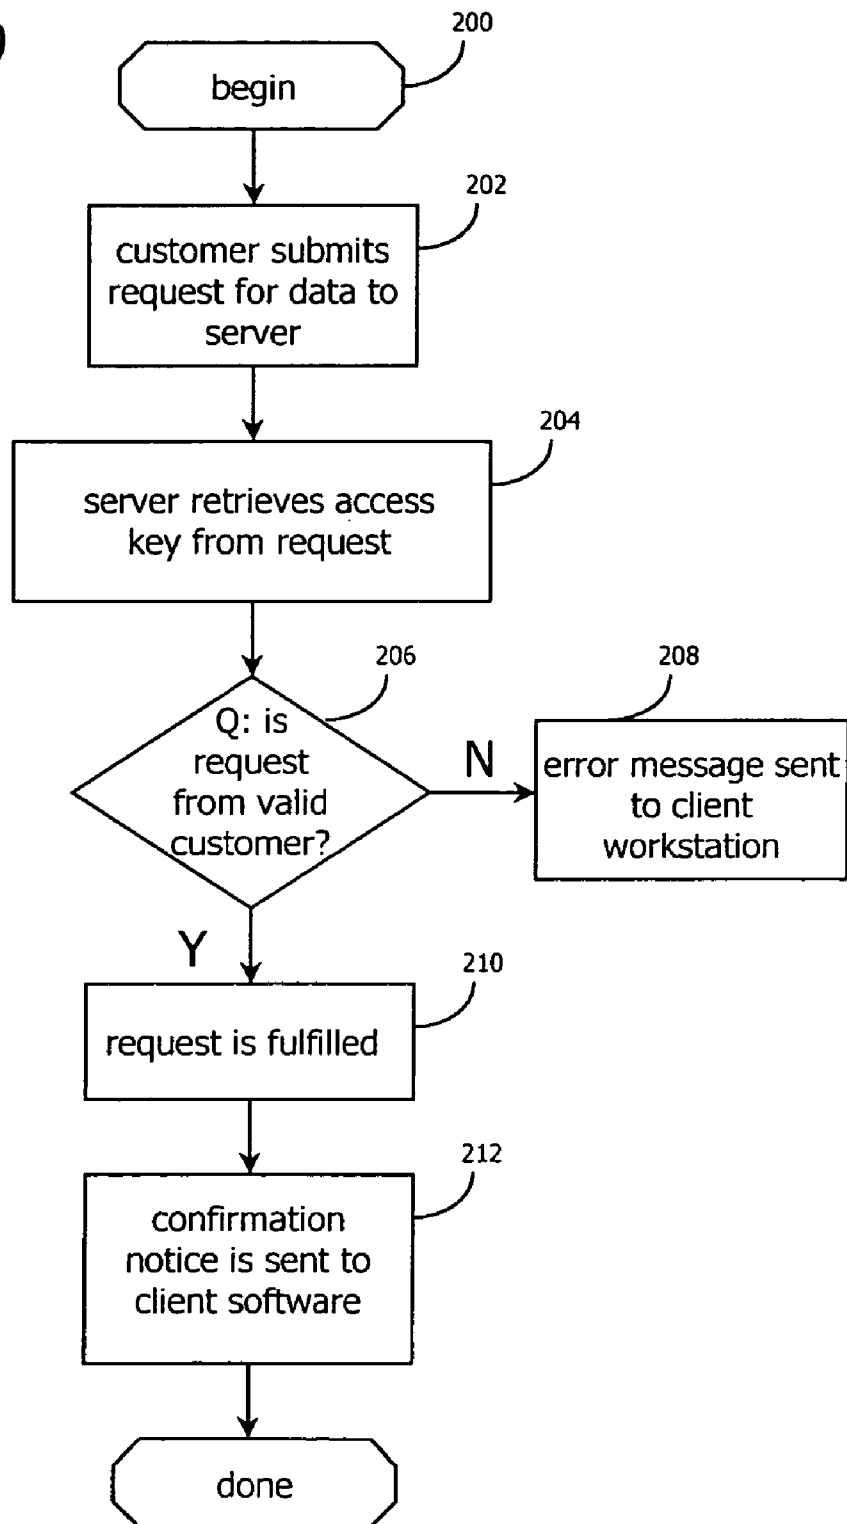 200
begin
202
customer submits
request for data to
server
204
server retrieves access
key from request
206
Q: is
request
from valid
customer?
N
208
error message sent
to client
workstation
Y
210
request is fulfilled
212
confirmation
notice is sent to
client software
done